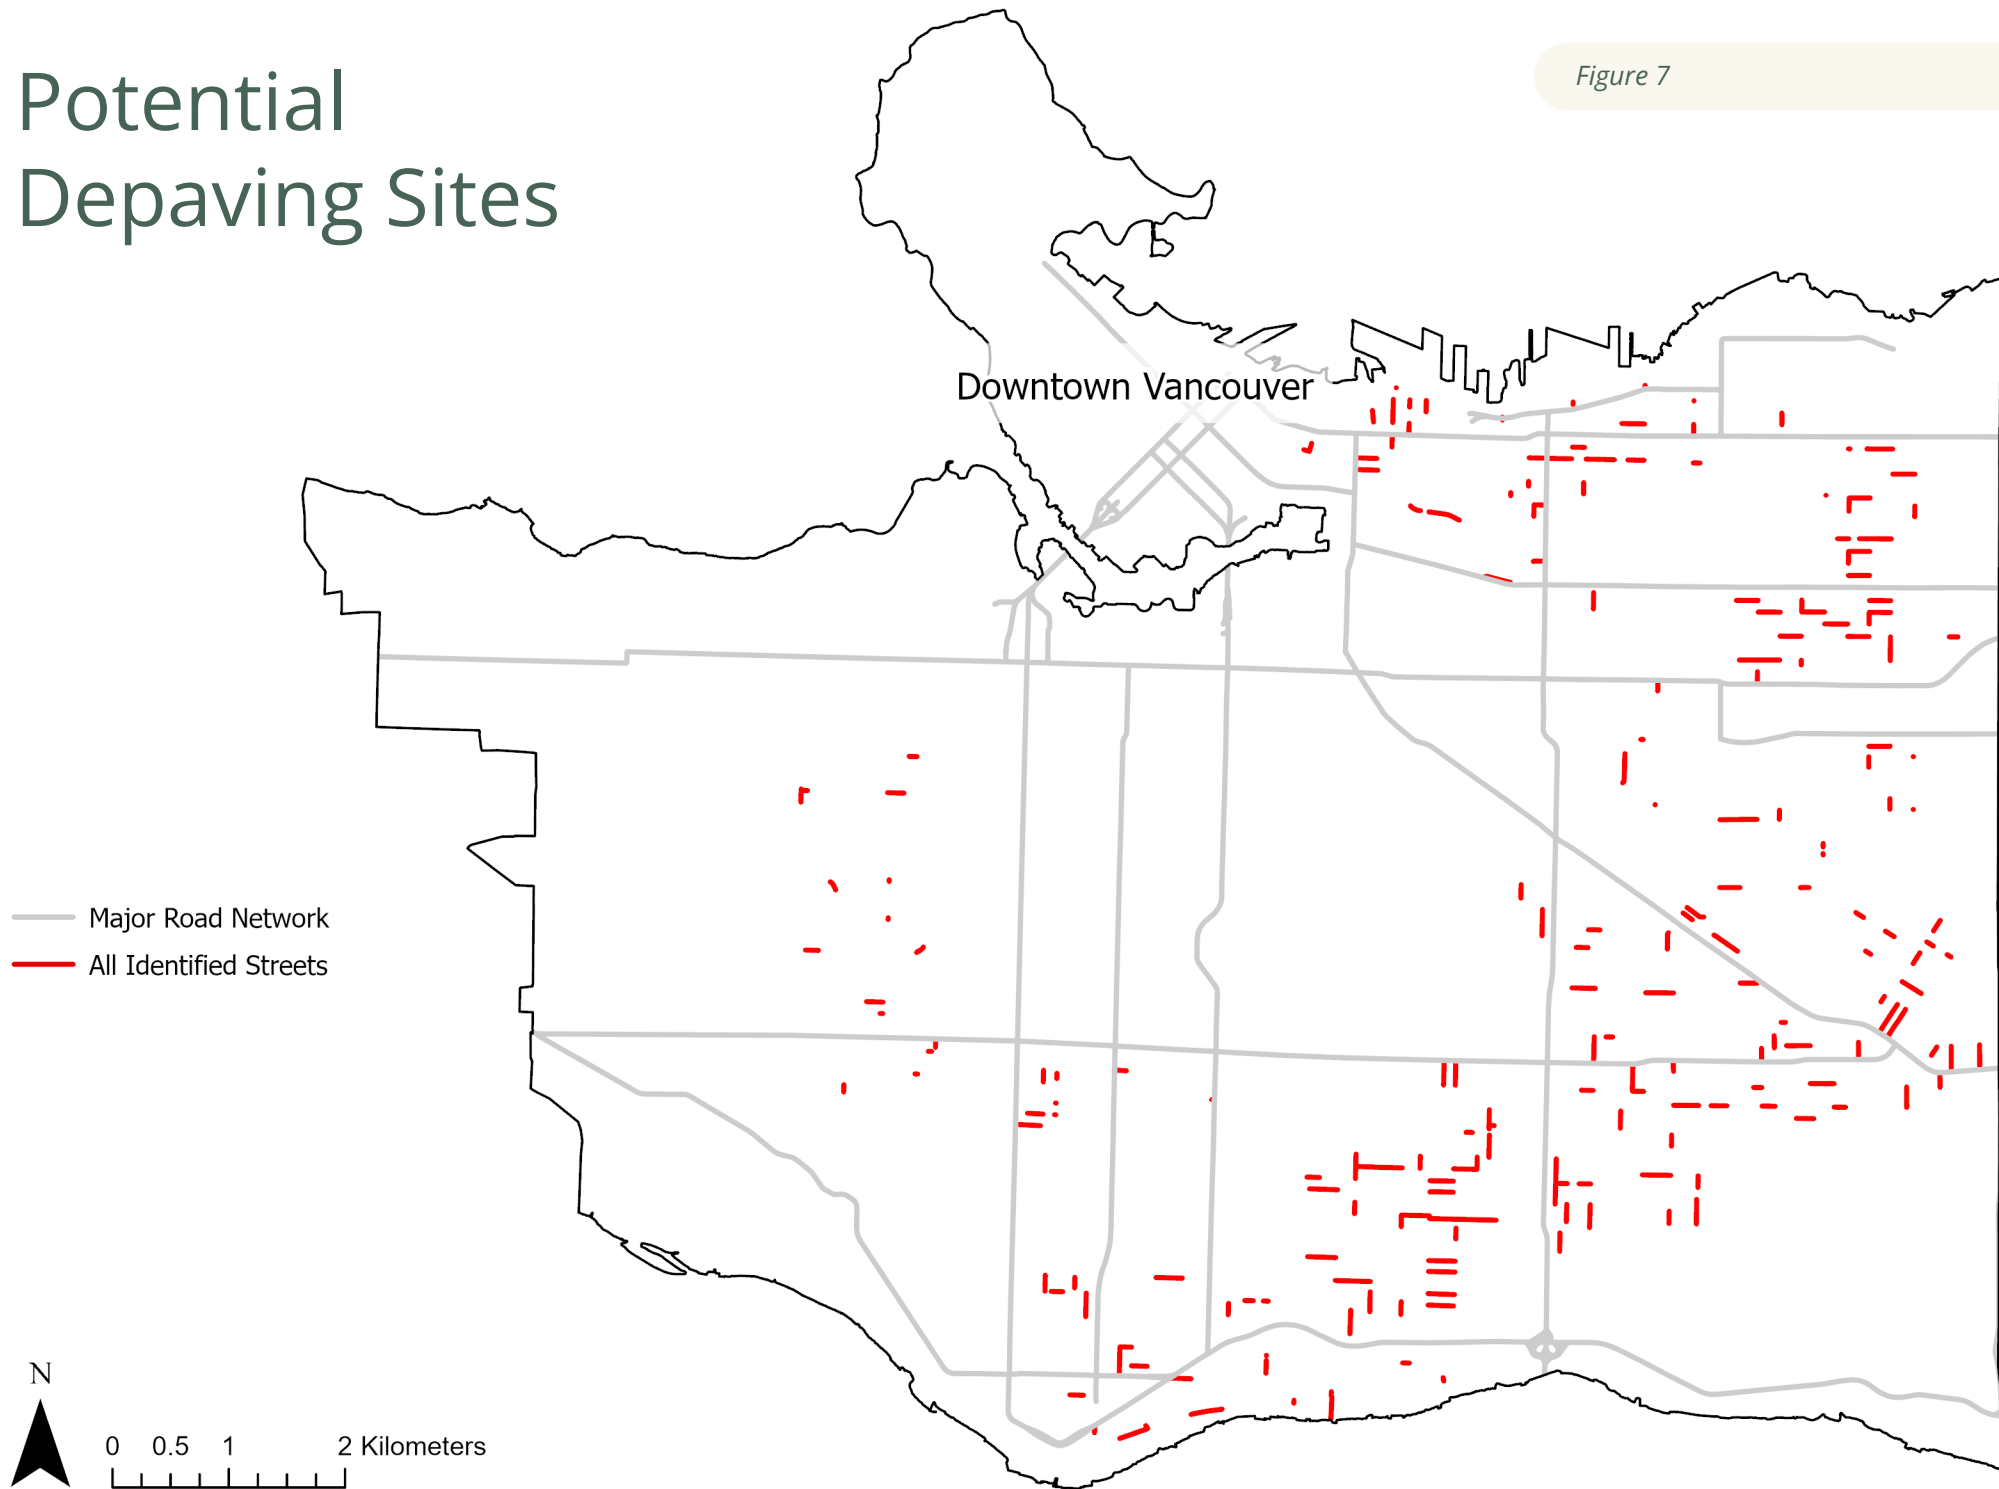 Potential
Depaving Sites
Figure 7
Downtown Vancouver
Major Road Network
All Identified Streets
N
0 0.5 1 2 Kilometers